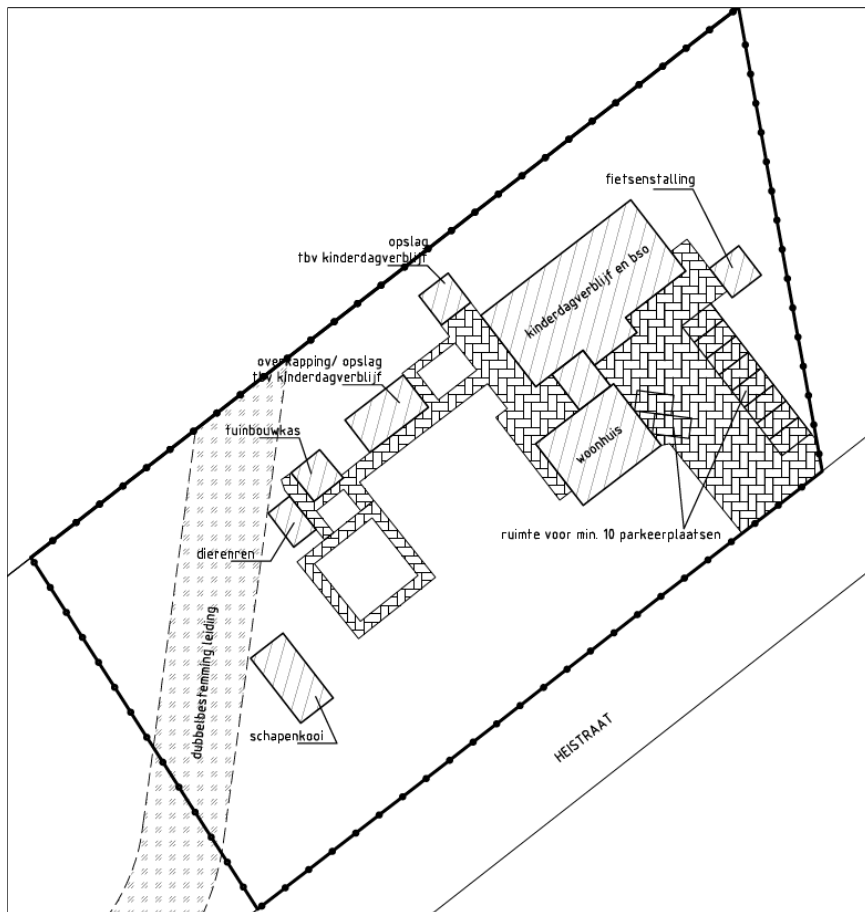 fietsenstalling
opslag
tbv kinderdagverblijf
kinderdagverblijf en bso
overkapping/ opslag
tbv kinderdagverblijf
tuinbouwkas
woonhuis
ruimte voor min. 10 parkeerplaatsen
dierenren
dubbelbestemming leiding
schapenkooi
HEISTRAAT